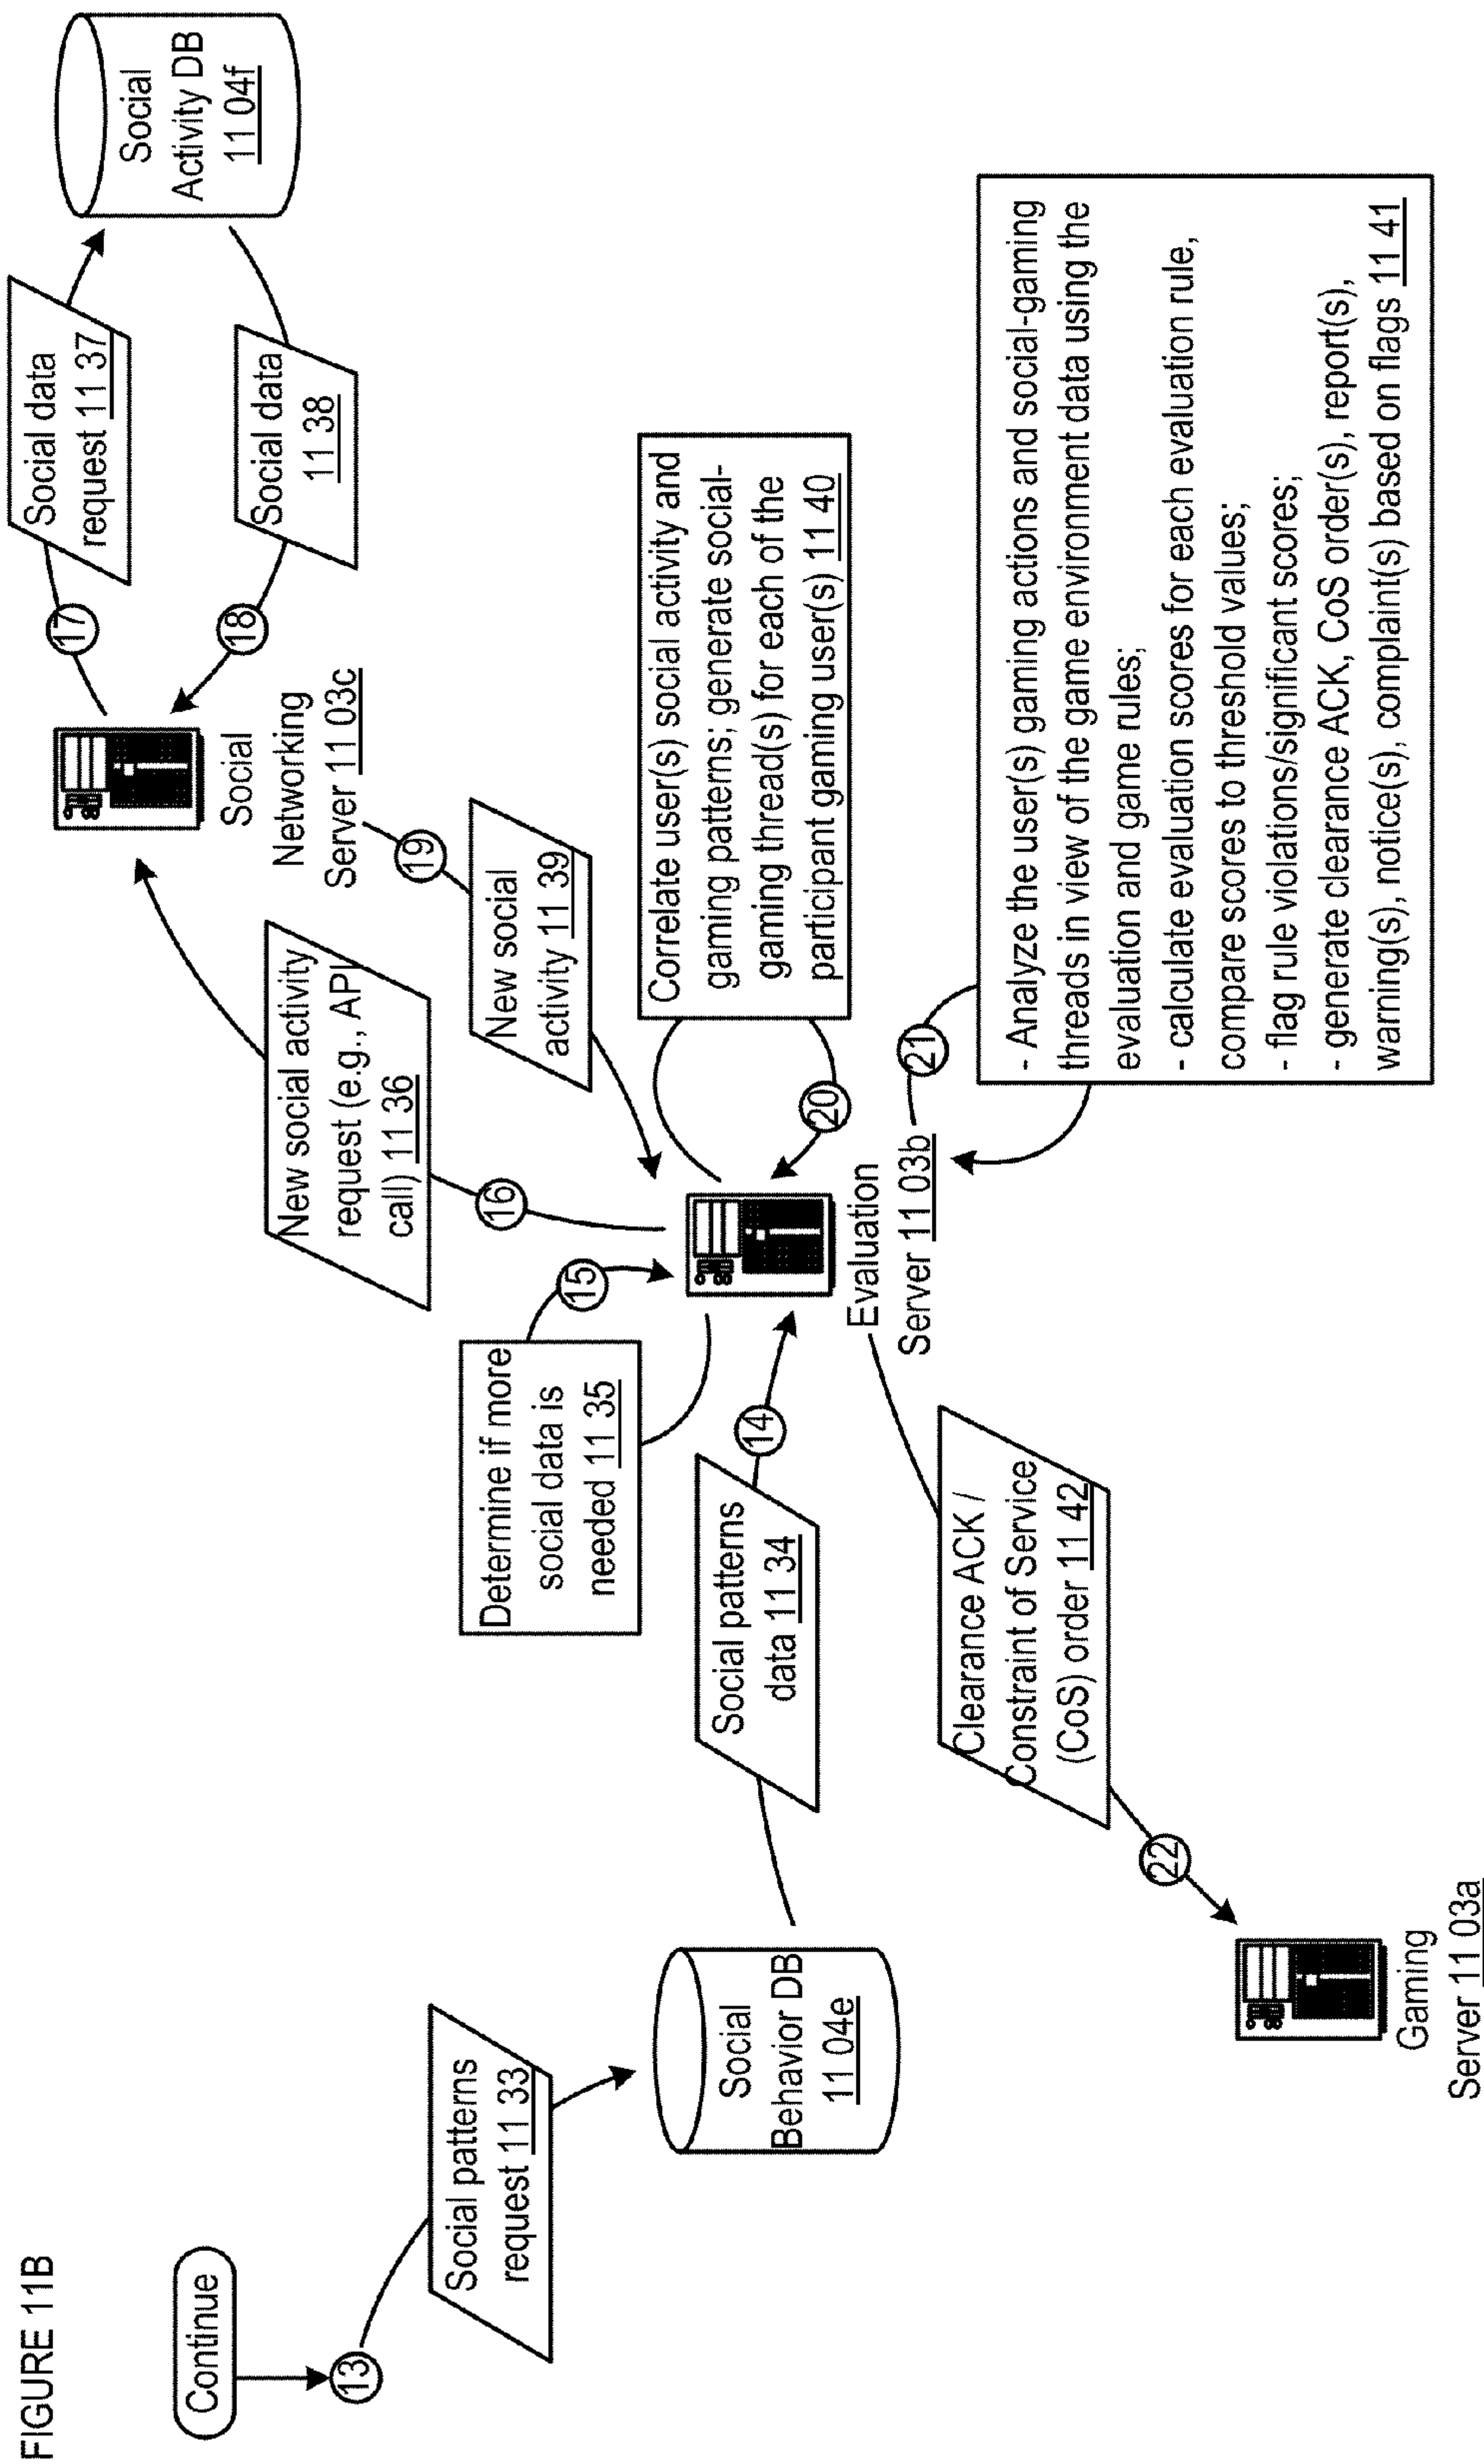 FIGURE 11B
Continue
13
Social patterns
request 11 33
Social
Behavior DB
11 04e
Social patterns
data 11 34
14
Determine if more
social data is
needed 11 35
15
16
New social activity
request (e.g., API
call) 11 36
Social
Networking
Server 11 03c
17
Social data
request 11 37
Social
Activity DB
11 04f
Social data
11 38
18
19
New social
activity 11 39
Correlate user(s) social activity and
gaming patterns; generate social-
gaming thread(s) for each of the
participant gaming user(s) 11 40
20
Evaluation
Server 11 03b
21
- Analyze the user(s) gaming actions and social-gaming
threads in view of the game environment data using the
evaluation and game rules;
- calculate evaluation scores for each evaluation rule,
compare scores to threshold values;
- flag rule violations/significant scores;
- generate clearance ACK, CoS order(s), report(s),
warning(s), notice(s), complaint(s) based on flags 11 41
Clearance ACK /
Constraint of Service
(CoS) order 11 42
22
Gaming
Server 11 03a